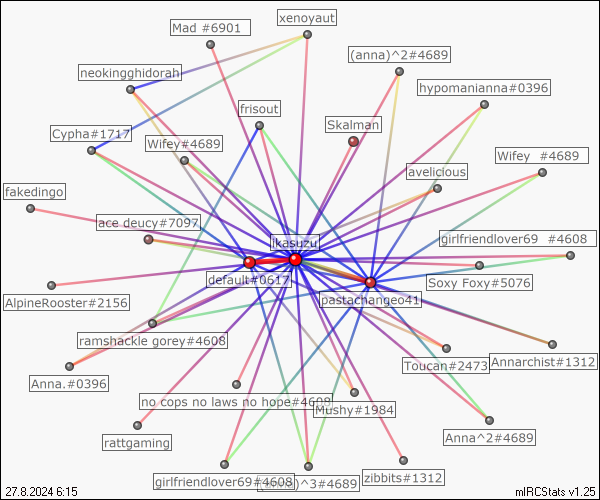 xenoyaut
Mad #6901
(anna)^2#4689
neokingghidorah
hypomanianna#0396
frisout
Skalman
Cypha#1717
Wifey#4689
Wifey #4689
avelicious
fakedingo
ace deucy#7097
ikasuzu
girlfriendlover69 #4608
default#0617
Soxy Foxy#5076
pastachangeo41
AlpineRooster#2156
ramshackle gorey#4608
Annarchist#1312
Toucan#2473
Anna.#0396
no cops no laws no hope#4608
Mushy#1984
rattgaming
Anna^2#4689
zibbits#1312
girlfriendlover69#4608
)^3#4689
27.8.2024 6:15
mIRCStats v1.25